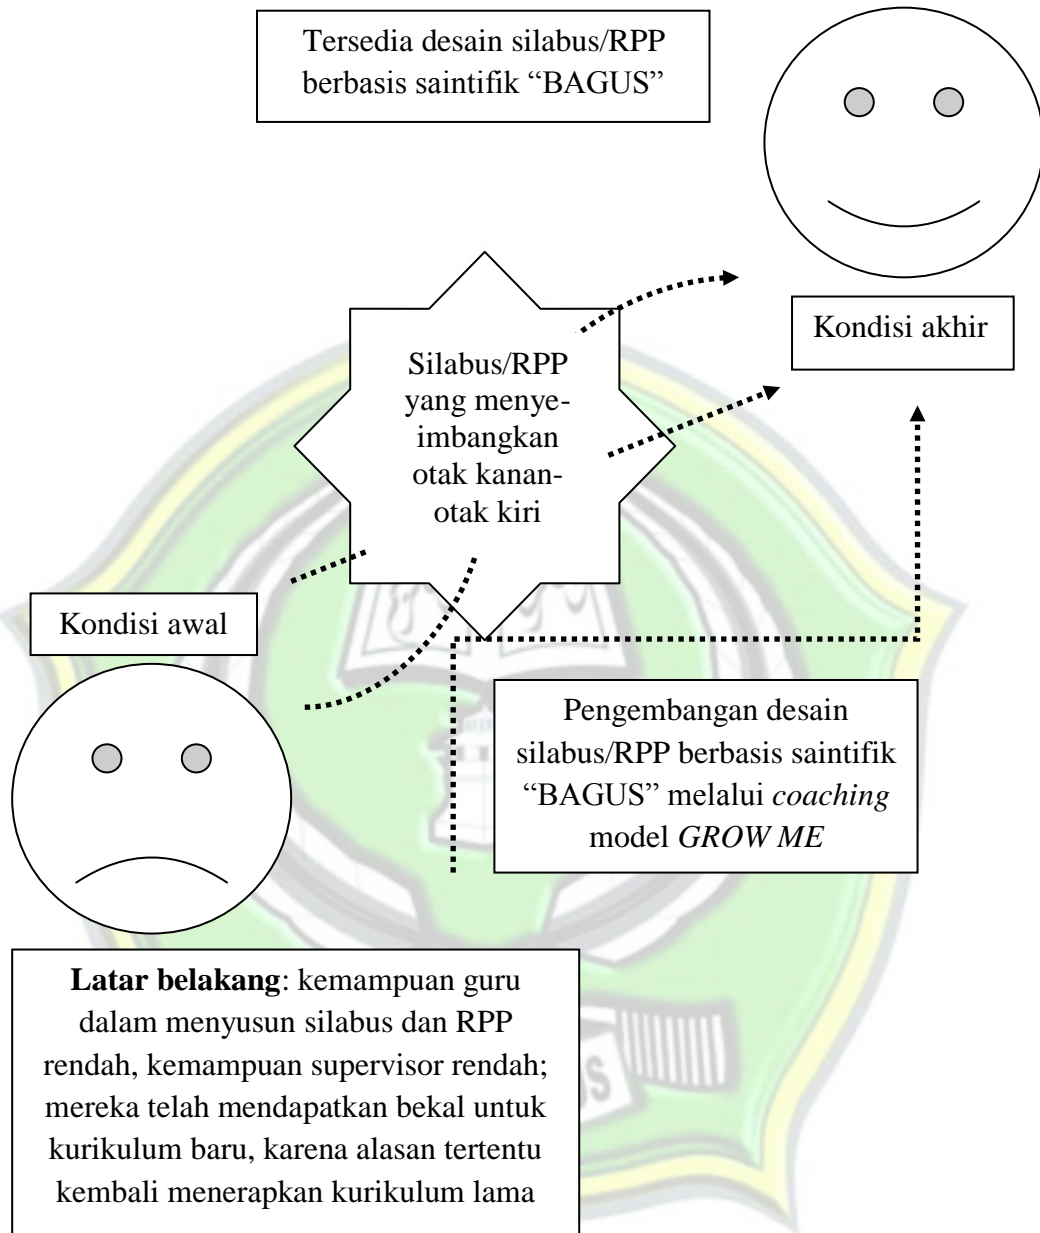 Tersedia desain silabus/RPP
berbasis saintifik “BAGUS”
Kondisi akhir
Silabus/RPP
yang menye-
imbangkan
otak kanan-
otak kiri
Kondisi awal
Pengembangan desain
silabus/RPP berbasis saintifik
“BAGUS” melalui coaching
model GROW ME
Latar belakang: kemampuan guru
dalam menyusun silabus dan RPP
rendah, kemampuan supervisor rendah;
mereka telah mendapatkan bekal untuk
kurikulum baru, karena alasan tertentu
kembali menerapkan kurikulum lama